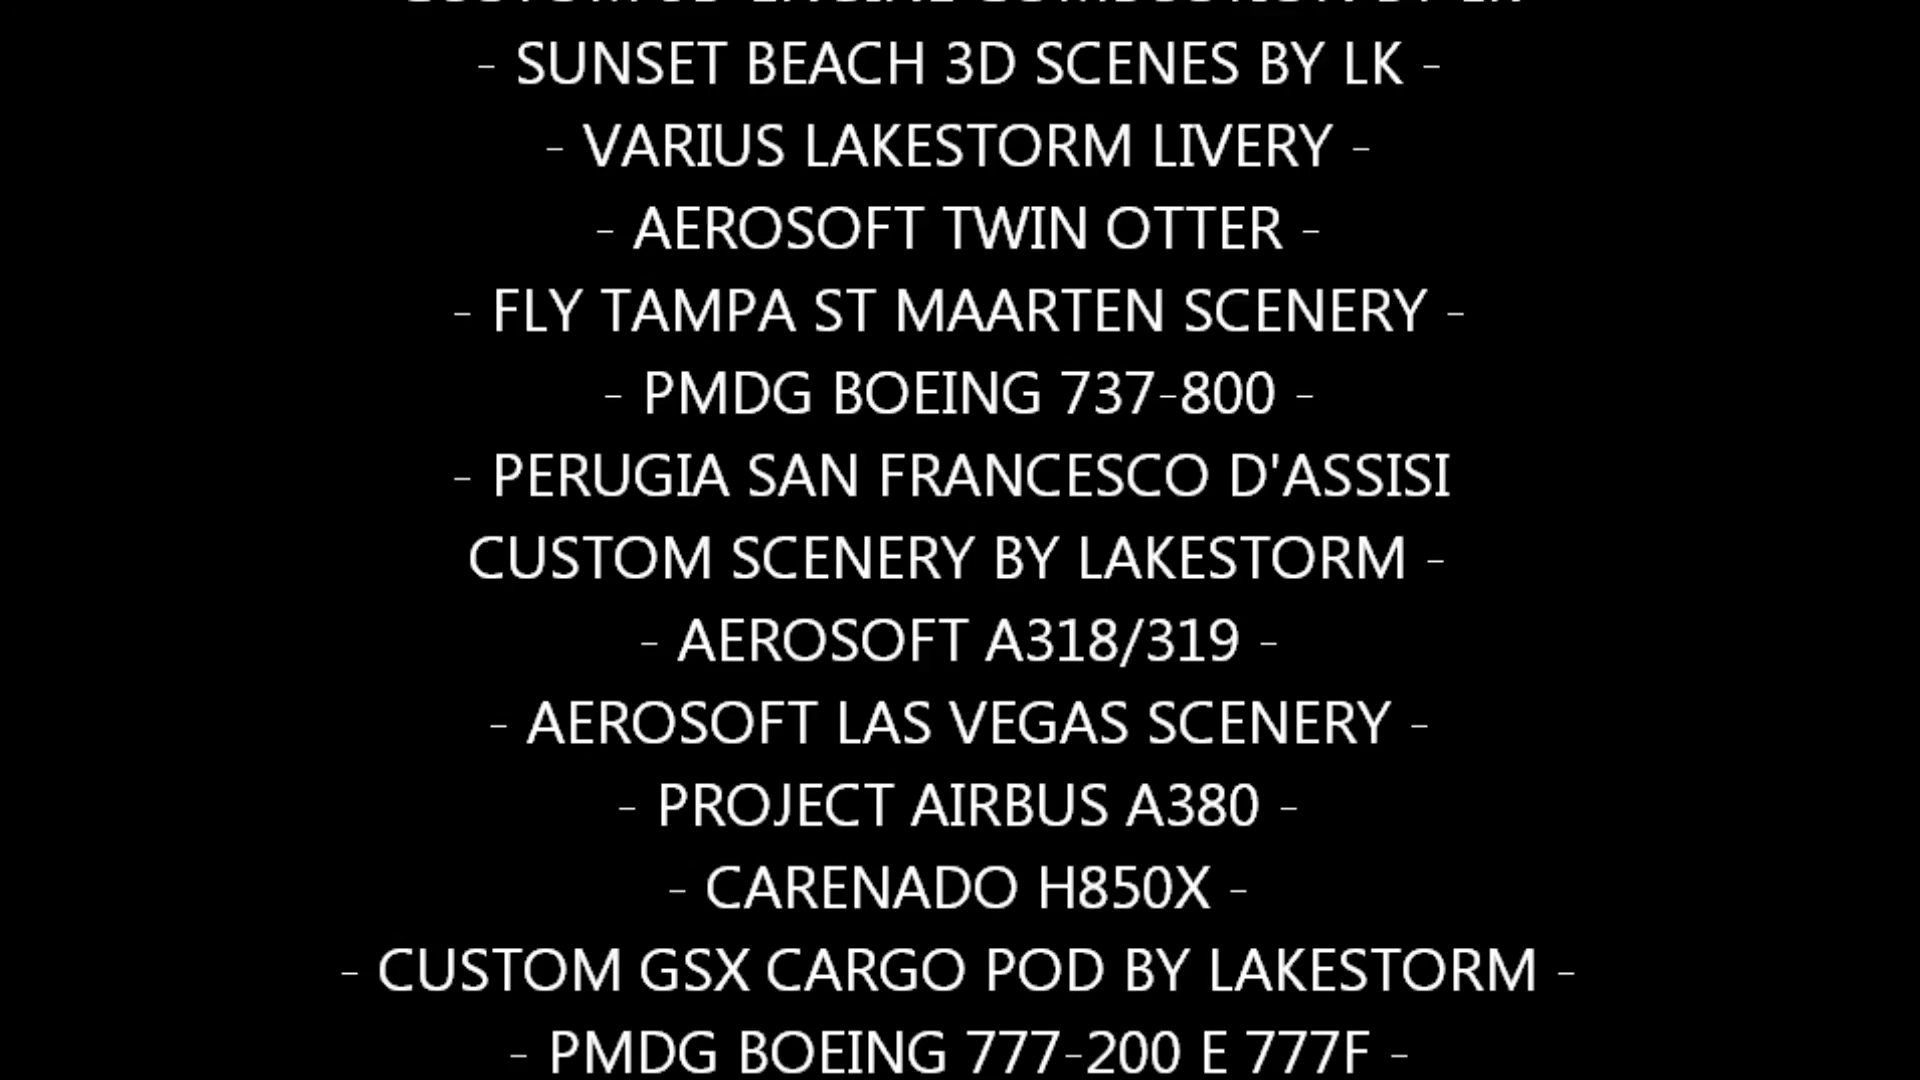 - SUNSET BEACH 3D SCENES BY LK -
- VARIUS LAKESTORM LIVERY -
- AEROSOFT TWIN OTTER -
- FLY TAMPA ST MAARTEN SCENERY -
- PMDG BOEING 737-800 -
- PERUGIA SAN FRANCESCO D'ASSISI
CUSTOM SCENERY BY LAKESTORM -
- AEROSOFT A318/319 -
- AEROSOFT LAS VEGAS SCENERY -
- PROJECT AIRBUS A380 -
- CARENADO H850X -
- CUSTOM GSX CARGO POD BY LAKESTORM -
- PMDG BOEING 777-200 E 777F -